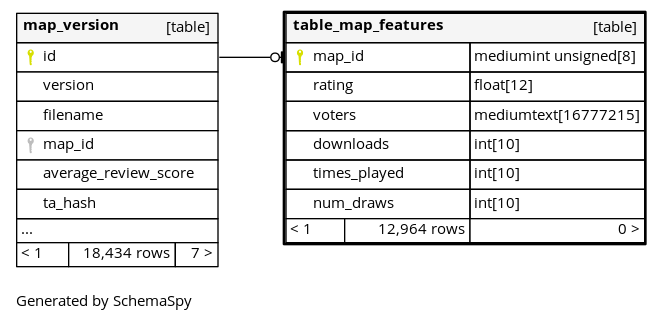 map_version [table]
id
version
filename
map_id
average_review_score
ta_hash
...
< 1 18,434 rows 7 >
table_map_features [table]
map_id mediumint unsigned[8]
rating float[12]
voters mediumtext[16777215]
downloads int[10]
times_played int[10]
num_draws int[10]
< 1 12,964 rows 0 >
Generated by SchemaSpy